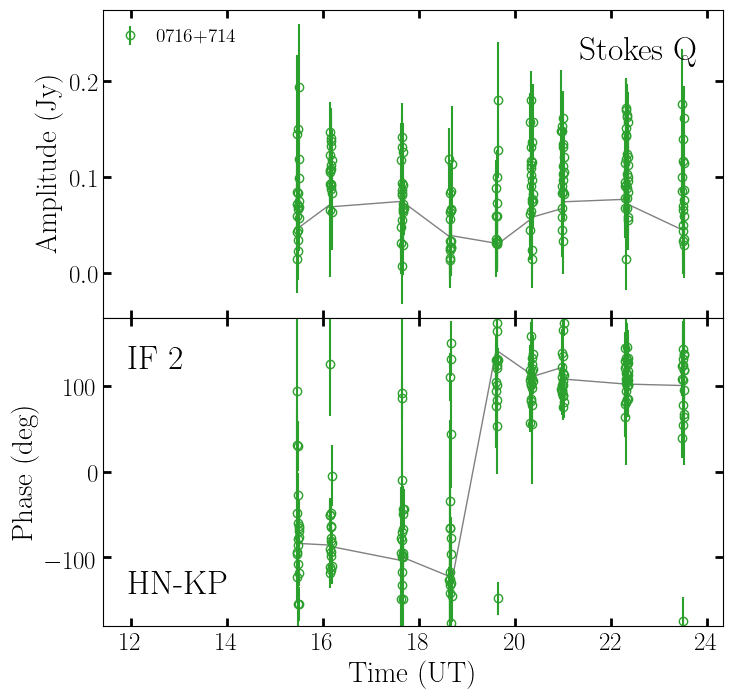 0716+714
Stokes Q
0.2
0.1
0.0
Amplitude (Jy)
IF 2
100
0
−100
Phase (deg)
HN-KP
12 14 16 18 20 22 24
Time (UT)